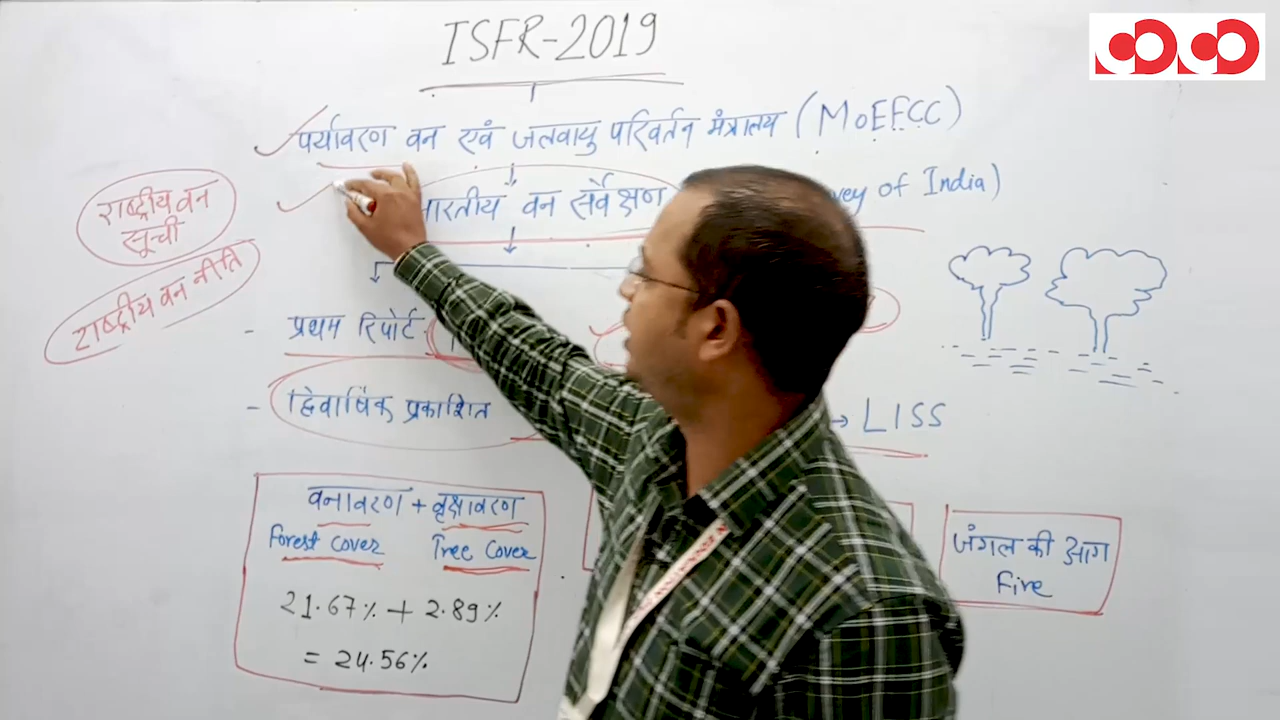 ISFR-2019
पर्यावरण वन एवं जलवायु परिवर्तन मंत्रालय (MoEFCC)
भारतीय वन सर्वेक्षण of India)
राष्ट्रीय वन
सूची
राष्ट्रीय वन नीति
- प्रथम रिपोर्ट
- द्विवार्षिक प्रकाशित
→ LISS
वनावरण + वृक्षावरण
Forest cover Tree Cover
21.67% + 2.89%
= 24.56%
जंगल की आग
Fire